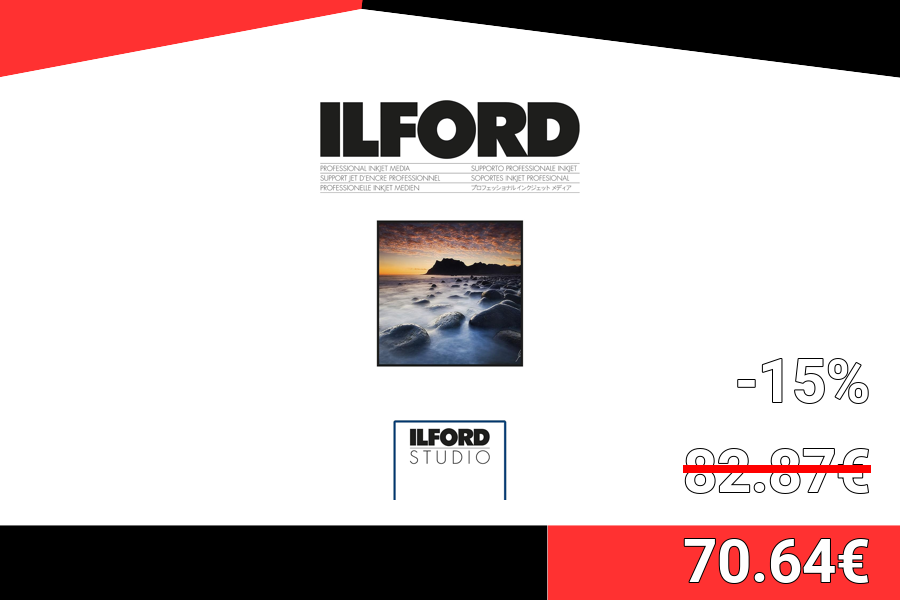 ILFORD
PROFESSIONAL INKJET MEDIA SUPPORTO PROFESSIONALE INKJET
SUPPORT JET D'ENCRE PROFESSIONNEL SOPORTES INKJET PROFESIONAL
PROFESSIONELLE INKJET MEDIEN プロフェッショナルインクジェット メディア
-15%
ILFORD
STUDIO
82.87€
70.64€